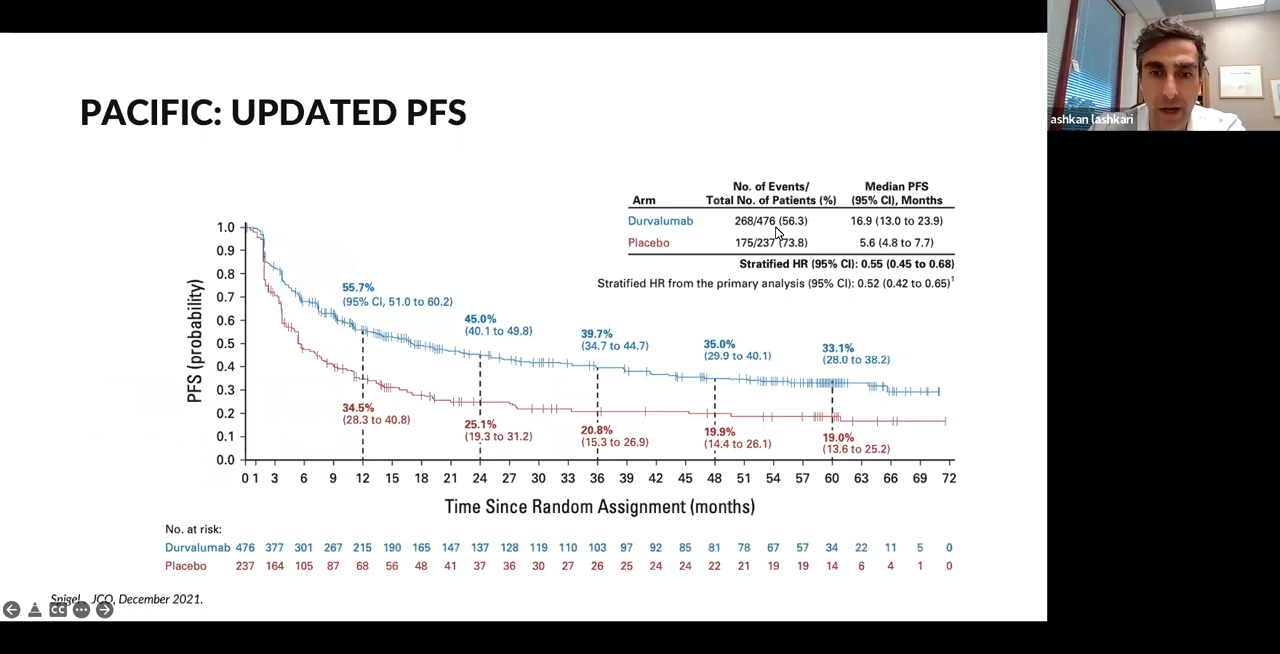 PACIFIC: UPDATED PFS
ashkan lashkari
No. of Events/ Median PFS
Arm Total No. of Patients (%) (95% CI), Months
Durvalumab 268/476 (56.3) 16.9 (13.0 to 23.9)
Placebo 175/237 (73.8) 5.6 (4.8 to 7.7)
Stratified HR (95% CI): 0.55 (0.45 to 0.68)
Stratified HR from the primary analysis (95% CI): 0.52 (0.42 to 0.65)¹
PFS (probability)
1.0
0.9
0.8
0.7
0.6
0.5
0.4
0.3
0.2
0.1
0.0
55.7%
(95% CI, 51.0 to 60.2)
45.0%
(40.1 to 49.8)
39.7%
(34.7 to 44.7)
35.0%
(29.9 to 40.1)
33.1%
(28.0 to 38.2)
34.5%
(28.3 to 40.8)
25.1%
(19.3 to 31.2)
20.8%
(15.3 to 26.9)
19.9%
(14.4 to 26.1)
19.0%
(13.6 to 25.2)
0 1 3 6 9 12 15 18 21 24 27 30 33 36 39 42 45 48 51 54 57 60 63 66 69 72
Time Since Random Assignment (months)
No. at risk:
Durvalumab 476 377 301 267 215 190 165 147 137 128 119 110 103 97 92 85 81 78 67 57 34 22 11 5 0
Placebo 237 164 105 87 68 56 48 41 37 36 30 27 26 25 24 24 22 21 19 19 14 6 4 1 0
Spigel, JCO, December 2021.
CC